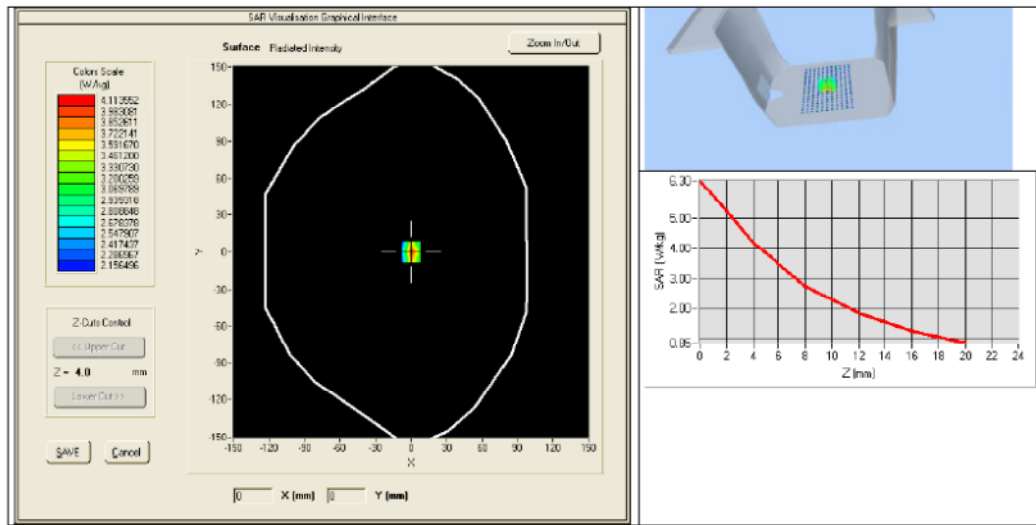 SAR Visualisation Graphical Interface
Surface Radiated Intensity
Zoom In/Out
Colors Scale
(W/kg)
4.113952
3.983081
3.852611
3.722141
3.591670
3.461200
3.330730
3.200259
3.069789
2.939318
2.808848
2.678378
2.547907
2.417437
2.286967
2.156496
Z-Cuts Control
<< Upper Cut
Z = 4.0 mm
Lower Cut >>
SAVE
Cancel
150
120
90
60
30
0
-30
-60
-90
-120
-150
Y
-150 -120 -90 -60 -30 0 30 60 90 120 150
X
0 X (mm) 0 Y (mm)
6.30
5.00
4.00
3.00
2.00
0.85
SAR (W/kg)
0 2 4 6 8 10 12 14 16 18 20 22 24
Z (mm)